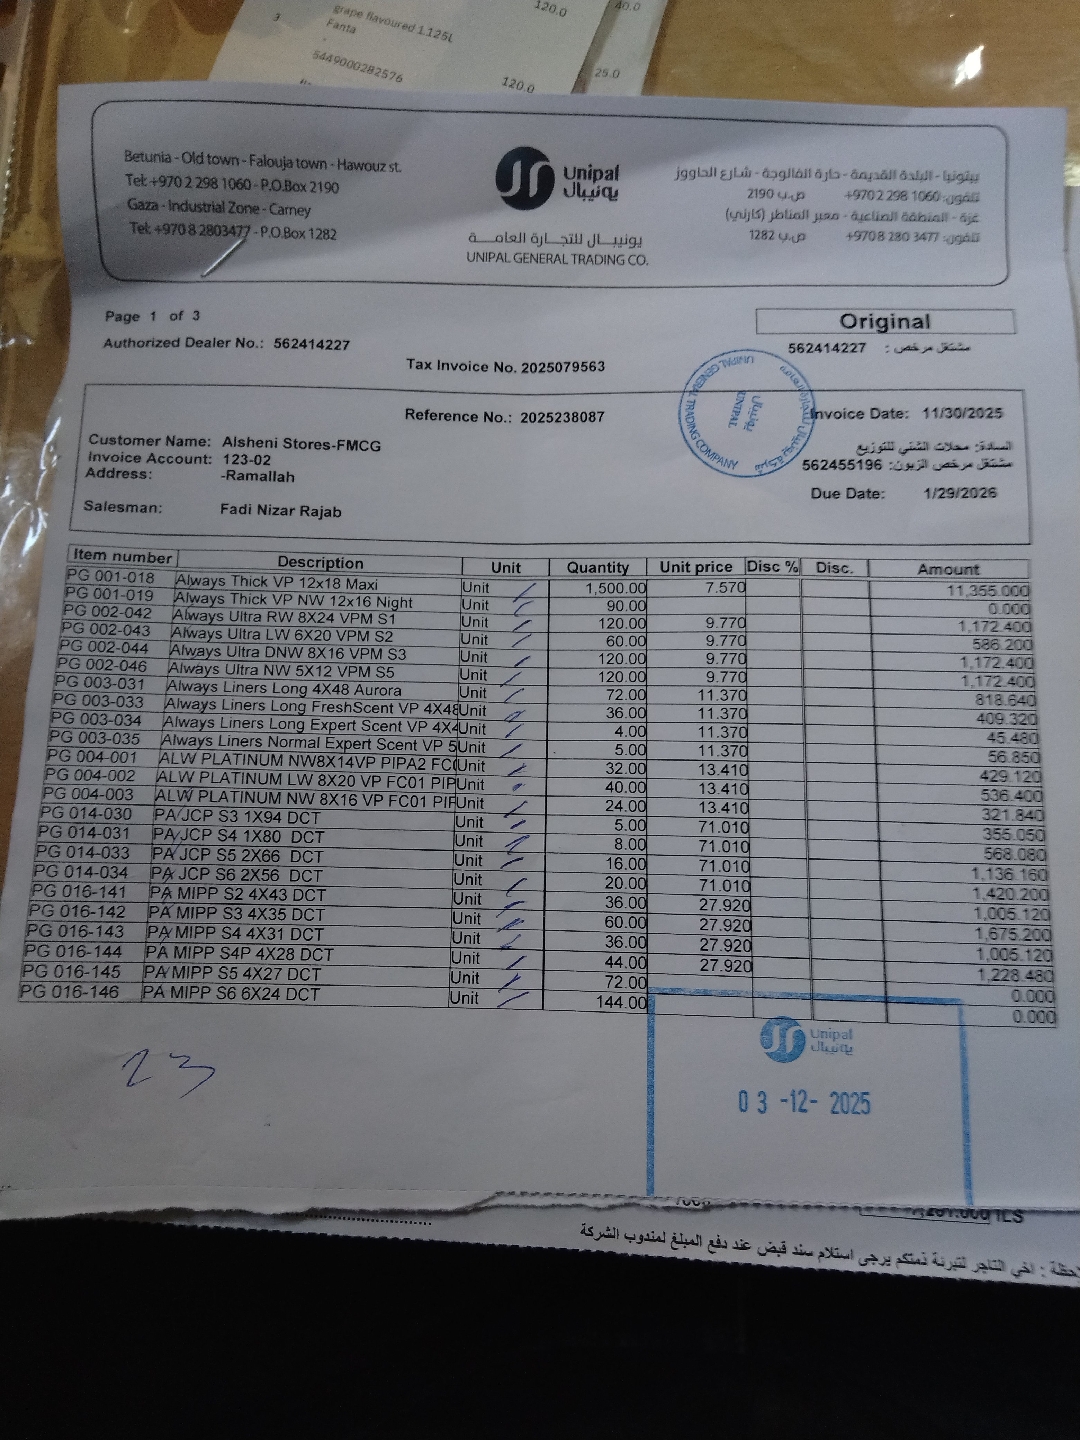 120.0
40.0
grape flavoured 1.125L
3
Fanta
5449000282576
120.0
25.0
Betunia - Old town - Falouja town - Hawouz st.
Tel: +970 2 298 1060 - P.O.Box 2190
Gaza - Industrial Zone - Carney
Tel: +970 8 2803477 - P.O.Box 1282
Unipal
يونيبال
يونيبال للتجارة العامة
UNIPAL GENERAL TRADING CO.
بيتونيا - البلدة القديمة - حارة الفالوجة - شارع الحاووز
تلفون: 1060 298 2 970+ ص.ب 2190
غزة - المنطقة الصناعية - معبر المناطر (كارني)
تلفون: 3477 280 8 970+ ص.ب 1282
Page 1 of 3
Original
Authorized Dealer No.: 562414227
مشتغل مرخص : 562414227
Tax Invoice No. 2025079563
UNIPAL GENERAL TRADING COMPANY
يونيبال
UNIPAL
Reference No.: 2025238087
Invoice Date: 11/30/2025
Customer Name: Alsheni Stores-FMCG
السادة: محلات الشني للتوزيع
Invoice Account: 123-02
مشتغل مرخص الزبون: 562455196
Address: -Ramallah
Due Date: 1/29/2026
Salesman: Fadi Nizar Rajab
Item number Description Unit Quantity Unit price Disc % Disc. Amount
PG 001-018 Always Thick VP 12x18 Maxi Unit 1,500.00 7.570 11,355.000
PG 001-019 Always Thick VP NW 12x16 Night Unit 90.00 0.000
PG 002-042 Always Ultra RW 8X24 VPM S1 Unit 120.00 9.770 1,172.400
PG 002-043 Always Ultra LW 6X20 VPM S2 Unit 60.00 9.770 586.200
PG 002-044 Always Ultra DNW 8X16 VPM S3 Unit 120.00 9.770 1,172.400
PG 002-046 Always Ultra NW 5X12 VPM S5 Unit 120.00 9.770 1,172.400
PG 003-031 Always Liners Long 4X48 Aurora Unit 72.00 11.370 818.640
PG 003-033 Always Liners Long FreshScent VP 4X48 Unit 36.00 11.370 409.320
PG 003-034 Always Liners Long Expert Scent VP 4X4 Unit 4.00 11.370 45.480
PG 003-035 Always Liners Normal Expert Scent VP 5 Unit 5.00 11.370 56.850
PG 004-001 ALW PLATINUM NW8X14VP PIPA2 FC Unit 32.00 13.410 429.120
PG 004-002 ALW PLATINUM LW 8X20 VP FC01 PIP Unit 40.00 13.410 536.400
PG 004-003 ALW PLATINUM NW 8X16 VP FC01 PIP Unit 24.00 13.410 321.840
PG 014-030 PA JCP S3 1X94 DCT Unit 5.00 71.010 355.050
PG 014-031 PA JCP S4 1X80 DCT Unit 8.00 71.010 568.080
PG 014-033 PA JCP S5 2X66 DCT Unit 16.00 71.010 1,136.160
PG 014-034 PA JCP S6 2X56 DCT Unit 20.00 71.010 1,420.200
PG 016-141 PA MIPP S2 4X43 DCT Unit 36.00 27.920 1,005.120
PG 016-142 PA MIPP S3 4X35 DCT Unit 60.00 27.920 1,675.200
PG 016-143 PA MIPP S4 4X31 DCT Unit 36.00 27.920 1,005.120
PG 016-144 PA MIPP S4P 4X28 DCT Unit 44.00 27.920 1,228.480
PG 016-145 PA MIPP S5 4X27 DCT Unit 72.00 0.000
PG 016-146 PA MIPP S6 6X24 DCT Unit 144.00 0.000
23
Unipal
يونيبال
03 -12- 2025
ILS
اخي التاجر لتبرئة ذمتكم يرجى استلام سند قبض عند دفع المبلغ لمندوب الشركة